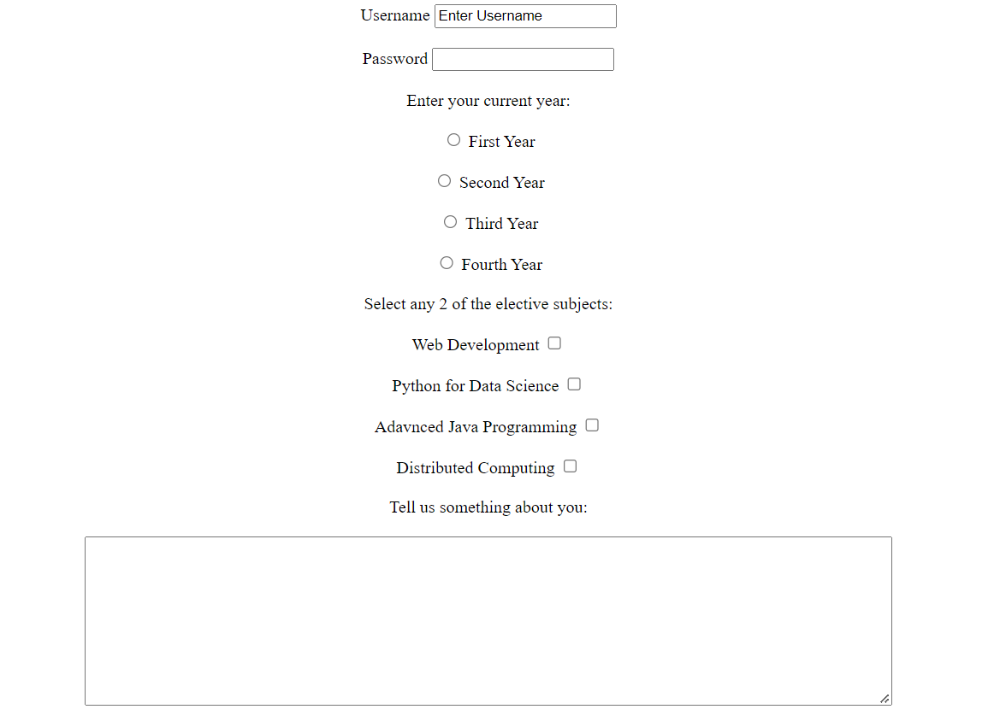 Username Enter Username
Password
Enter your current year:
First Year
Second Year
Third Year
Fourth Year
Select any 2 of the elective subjects:
Web Development
Python for Data Science
Adavnced Java Programming
Distributed Computing
Tell us something about you: